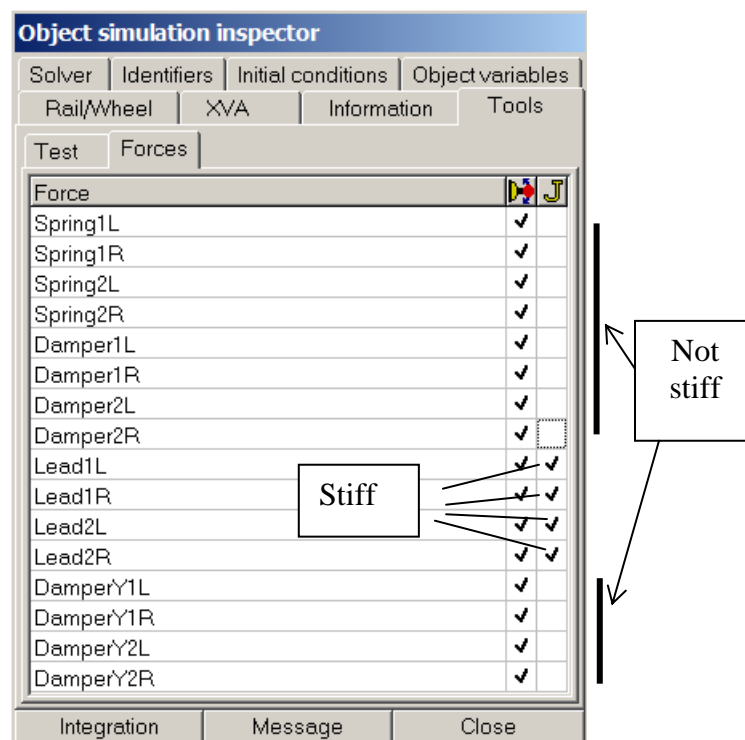 Object simulation inspector
Solver Identifiers Initial conditions Object variables
Rail/Wheel XVA Information Tools
Test Forces
Force J
Spring1L
Spring1R
Spring2L
Spring2R
Damper1L
Damper1R
Damper2L
Damper2R
Lead1L
Lead1R
Lead2L
Lead2R
DamperY1L
DamperY1R
DamperY2L
DamperY2R
Integration Message Close
Not
stiff
Stiff